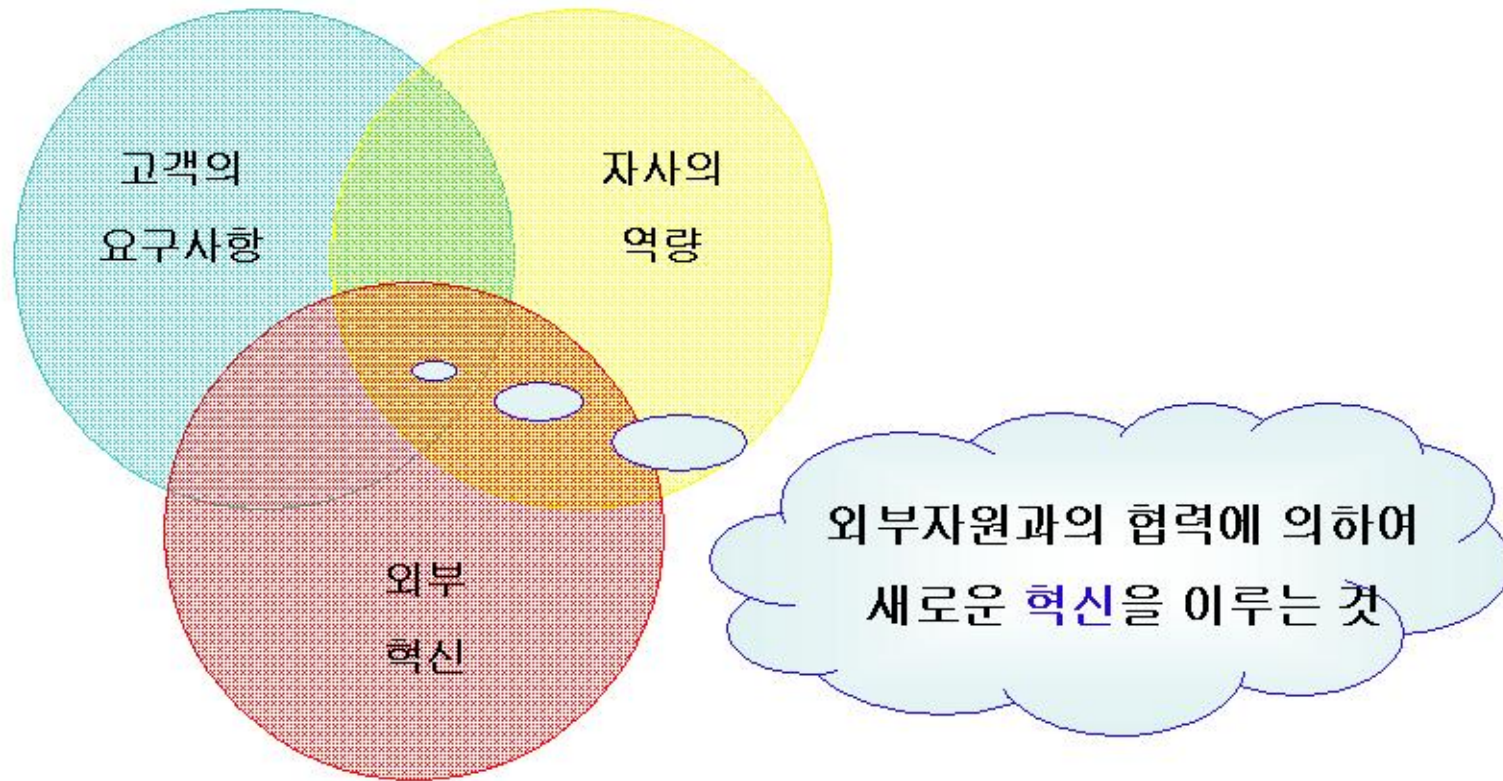 고객의
요구사항
자사의
역량
외부
혁신
외부자원과의 협력에 의하여
새로운 혁신을 이루는 것